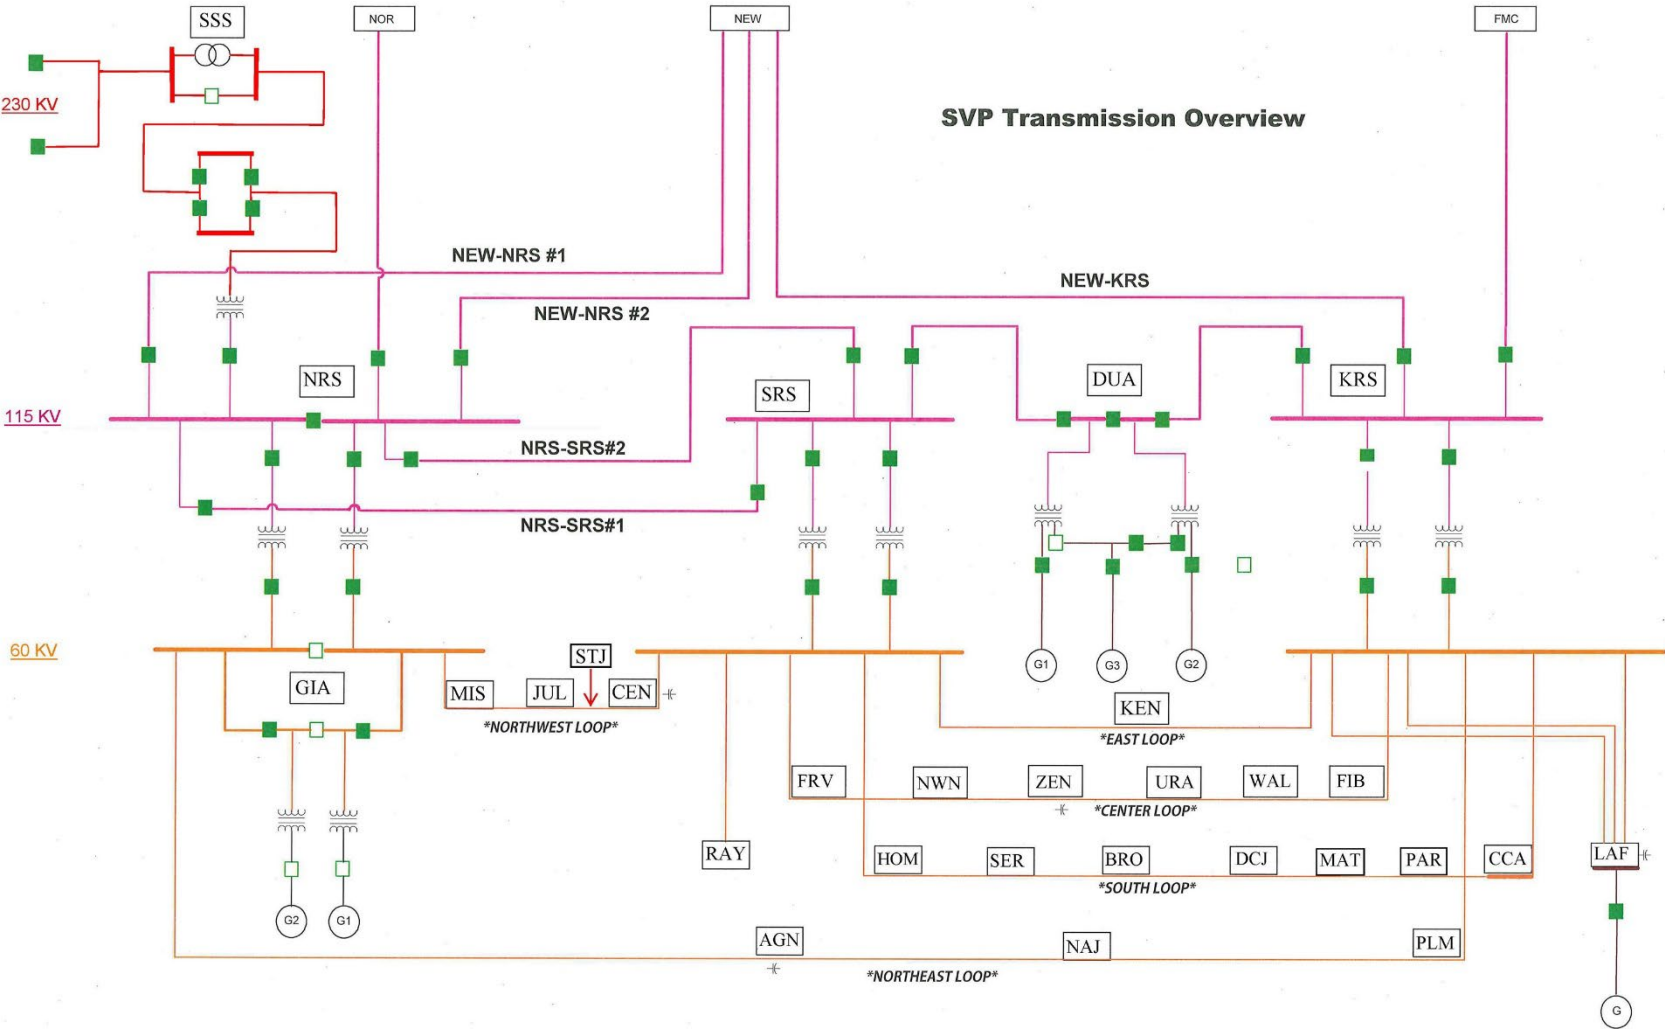 SSS
NOR
NEW
FMC
230 KV
SVP Transmission Overview
NEW-NRS #1
NEW-KRS
NEW-NRS #2
NRS
SRS
DUA
KRS
115 KV
NRS-SRS#2
NRS-SRS#1
60 KV
STJ
G1
G3
G2
GIA
MIS
JUL
CEN
KEN
*NORTHWEST LOOP*
*EAST LOOP*
FRV
NWN
ZEN
URA
WAL
FIB
*CENTER LOOP*
RAY
HOM
SER
BRO
DCJ
MAT
PAR
CCA
LAF
*SOUTH LOOP*
G2
G1
AGN
NAJ
PLM
*NORTHEAST LOOP*
G